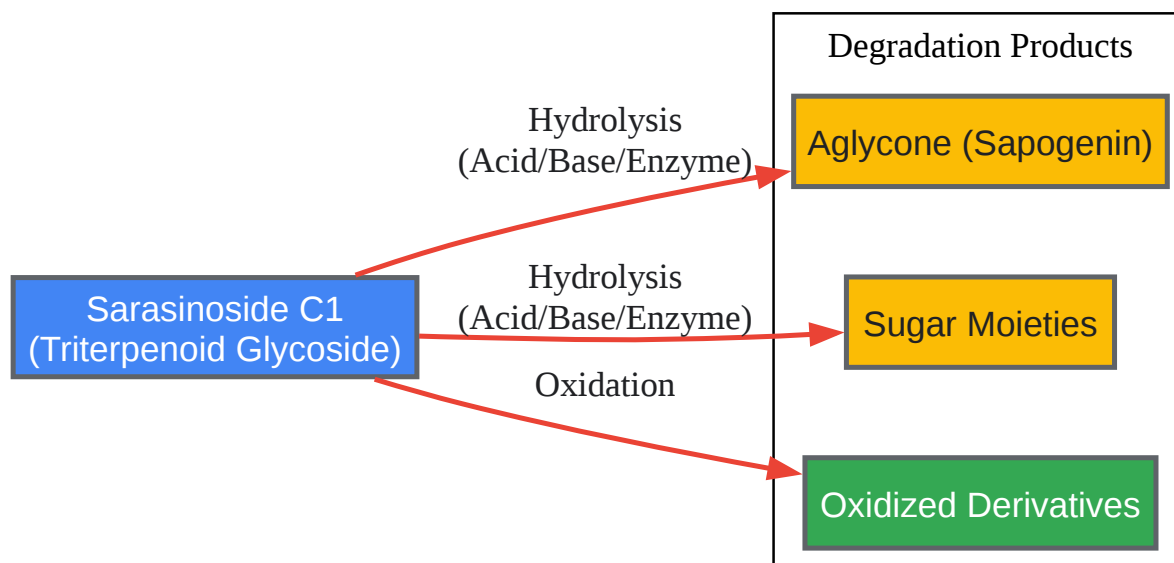 Degradation Products
Hydrolysis
(Acid/Base/Enzyme)
Aglycone (Sapogenin)
Sarasinoside C1
(Triterpenoid Glycoside)
Hydrolysis
(Acid/Base/Enzyme)
Sugar Moieties
Oxidation
Oxidized Derivatives